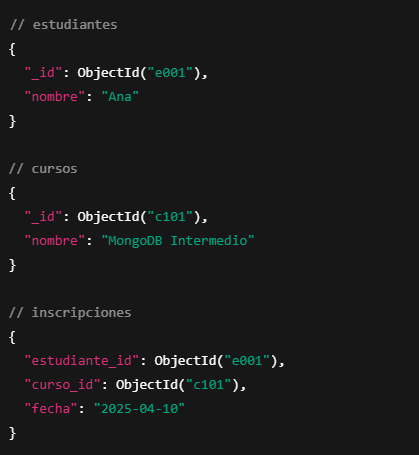 // estudiantes
{
  "_id": ObjectId("e001"),
  "nombre": "Ana"
}

// cursos
{
  "_id": ObjectId("c101"),
  "nombre": "MongoDB Intermedio"
}

// inscripciones
{
  "estudiante_id": ObjectId("e001"),
  "curso_id": ObjectId("c101"),
  "fecha": "2025-04-10"
}